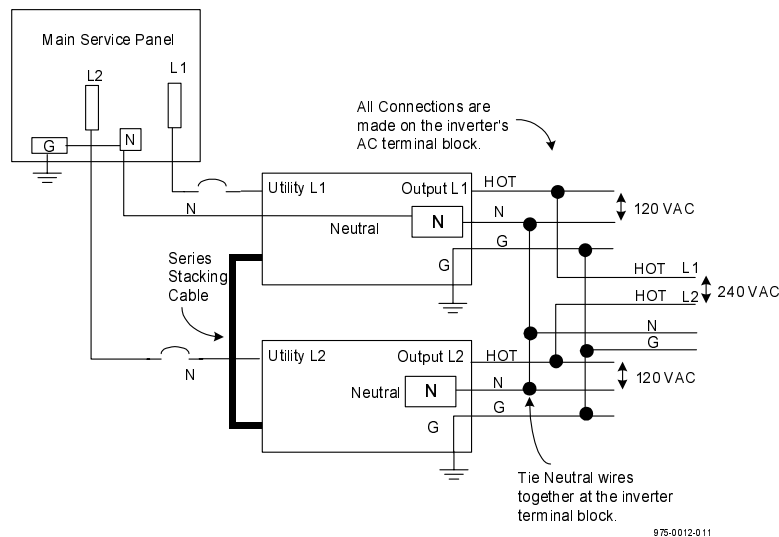 Main Service Panel
L2
L1
G
N
All Connections are
made on the inverter's
AC terminal block.
Utility L1
Output L1
HOT
N
Neutral
N
N
120 VAC
G
G
Series
Stacking
Cable
HOT
L1
HOT
L2
240 VAC
N
G
Utility L2
Output L2
HOT
N
Neutral
N
N
120 VAC
G
G
Tie Neutral wires
together at the inverter
terminal block.
975-0012-011